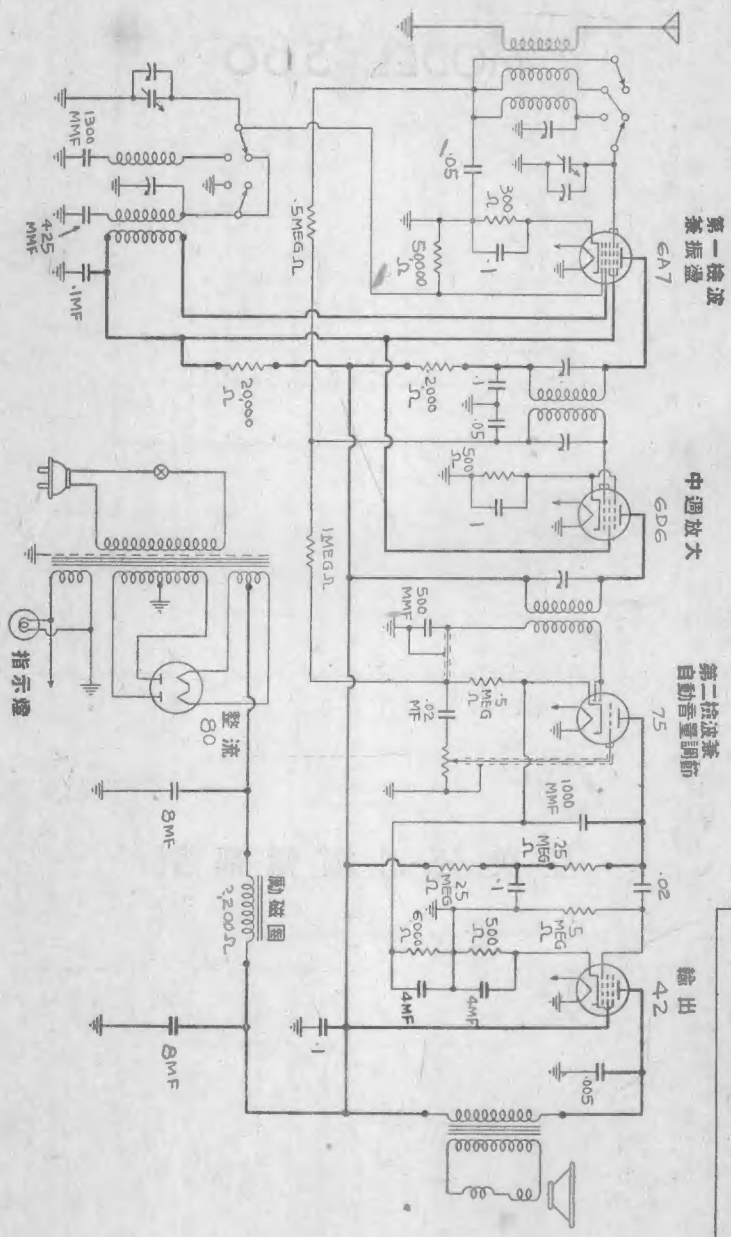 第一檢波
兼振盪
6A7
中週放大
6D6
第二檢波兼
自動音量調節
75
輸出
42
.05
300
Ω
50000
Ω
.1
1300
MMF
425
MMF
.1MF
.5MEGΩ
20,000
Ω
2,000
Ω
.1
.05
500
Ω
.1
1MEGΩ
500
MMF
.5
MEG
Ω
.02
MF
1000
MMF
.25
MEG
Ω
.02
25
MEG
Ω
.1
.5
MEG
Ω
6000
Ω
500
Ω
4MF
4MF
.005
.1
指示燈
整流
80
8MF
勵磁圈
2,200Ω
8MF